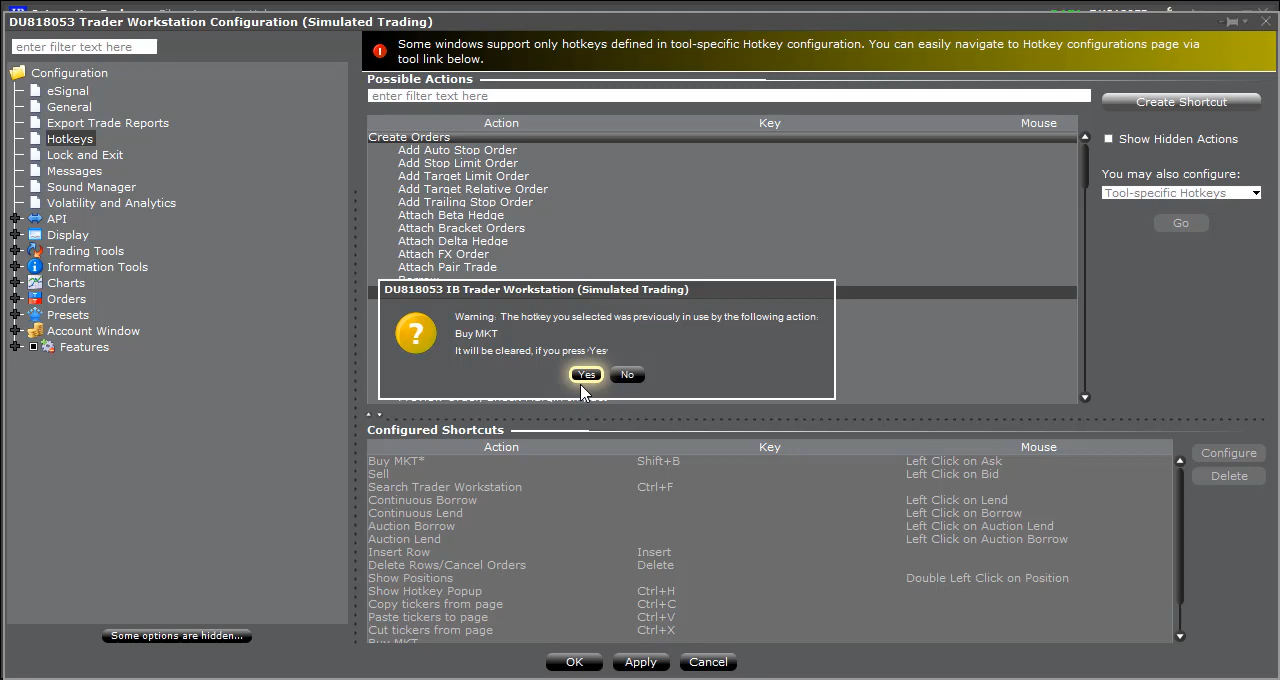 DU818053 Trader Workstation Configuration (Simulated Trading)
enter filter text here
Configuration
eSignal
General
Export Trade Reports
Hotkeys
Lock and Exit
Messages
Sound Manager
Volatility and Analytics
API
Display
Trading Tools
Information Tools
Charts
Orders
Presets
Account Window
Features
Some options are hidden...
Some windows support only hotkeys defined in tool-specific Hotkey configuration. You can easily navigate to Hotkey configurations page via
tool link below.
Possible Actions
enter filter text here
Action Key Mouse
Create Orders
Add Auto Stop Order
Add Stop Limit Order
Add Target Limit Order
Add Target Relative Order
Add Trailing Stop Order
Attach Beta Hedge
Attach Bracket Orders
Attach Delta Hedge
Attach FX Order
Attach Pair Trade
Create Shortcut
Show Hidden Actions
You may also configure:
Tool-specific Hotkeys
Go
DU818053 IB Trader Workstation (Simulated Trading)
?
Warning: The hotkey you selected was previously in use by the following action:
Buy MKT
It will be cleared, if you press 'Yes'
Yes No
Configured Shortcuts
Action Key Mouse
Buy MKT* Shift+B Left Click on Ask
Sell Left Click on Bid
Search Trader Workstation Ctrl+F
Continuous Borrow Left Click on Lend
Continuous Lend Left Click on Borrow
Auction Borrow Left Click on Auction Lend
Auction Lend Left Click on Auction Borrow
Insert Row Insert
Delete Rows/Cancel Orders Delete
Show Positions Double Left Click on Position
Show Hotkey Popup Ctrl+H
Copy tickers from page Ctrl+C
Paste tickers to page Ctrl+V
Cut tickers from page Ctrl+X
Buy MKT
Configure
Delete
OK Apply Cancel